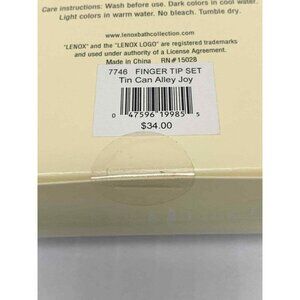 Care instructions: Wash before use. Dark colors in cool water.
Light colors in warm water. No bleach. Tumble dry.
www.lenoxbathcollection.com
"LENOX" and the "LENOX LOGO" are registered trademarks
and used under authority of a License Agreement.
Made in China RN#15028
7746 FINGER TIP SET
Tin Can Alley Joy
0 47596 19985 5
$34.00